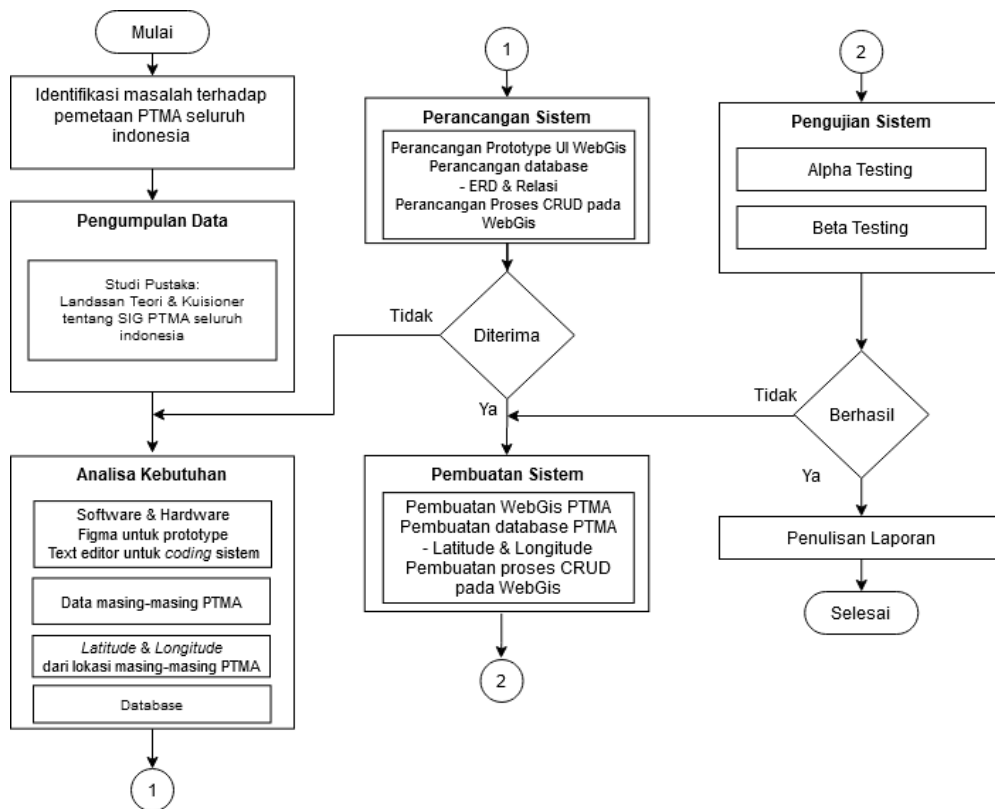 Mulai
Identifikasi masalah terhadap
pemetaan PTMA seluruh
indonesia
Pengumpulan Data
Studi Pustaka:
Landasan Teori & Kuisioner
tentang SIG PTMA seluruh
indonesia
Analisa Kebutuhan
Software & Hardware
Figma untuk prototype
Text editor untuk coding sistem
Data masing-masing PTMA
Latitude & Longitude
dari lokasi masing-masing PTMA
Database
1
1
Perancangan Sistem
Perancangan Prototype UI WebGis
Perancangan database
- ERD & Relasi
Perancangan Proses CRUD pada
WebGis
Tidak
Diterima
Ya
Pembuatan Sistem
Pembuatan WebGis PTMA
Pembuatan database PTMA
- Latitude & Longitude
Pembuatan proses CRUD
pada WebGis
2
2
Pengujian Sistem
Alpha Testing
Beta Testing
Tidak
Berhasil
Ya
Penulisan Laporan
Selesai